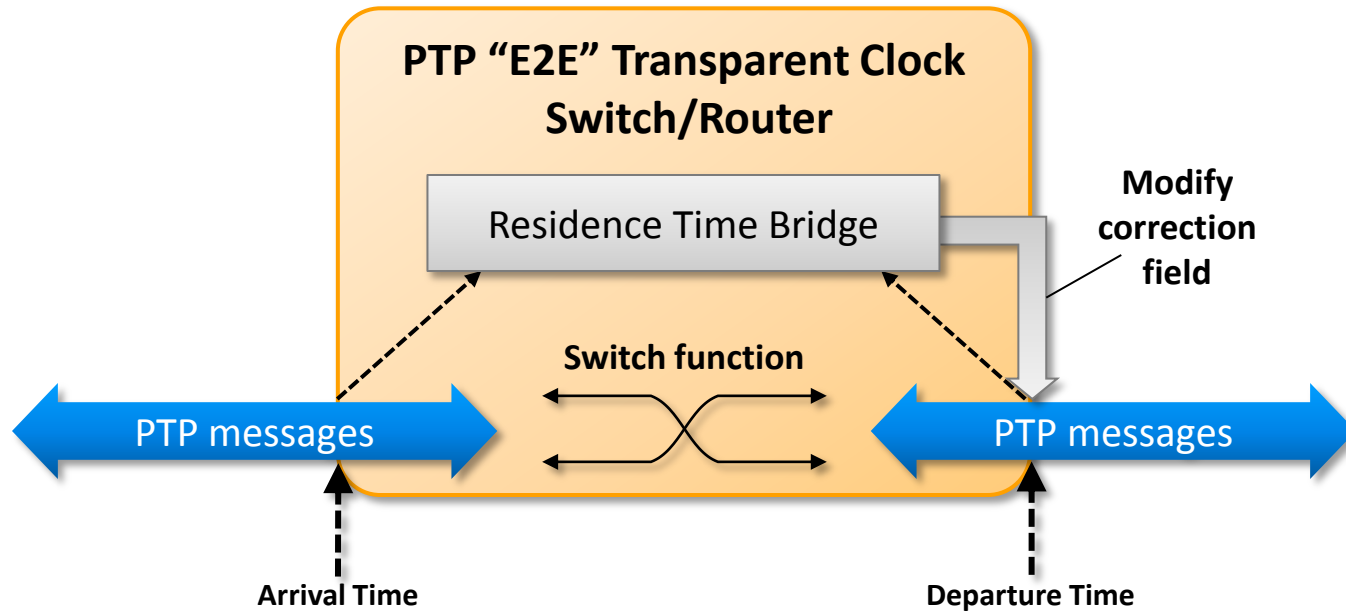 PTP “E2E” Transparent Clock
Switch/Router
Residence Time Bridge
Modify
correction
field
Switch function
PTP messages
PTP messages
Arrival Time
Departure Time